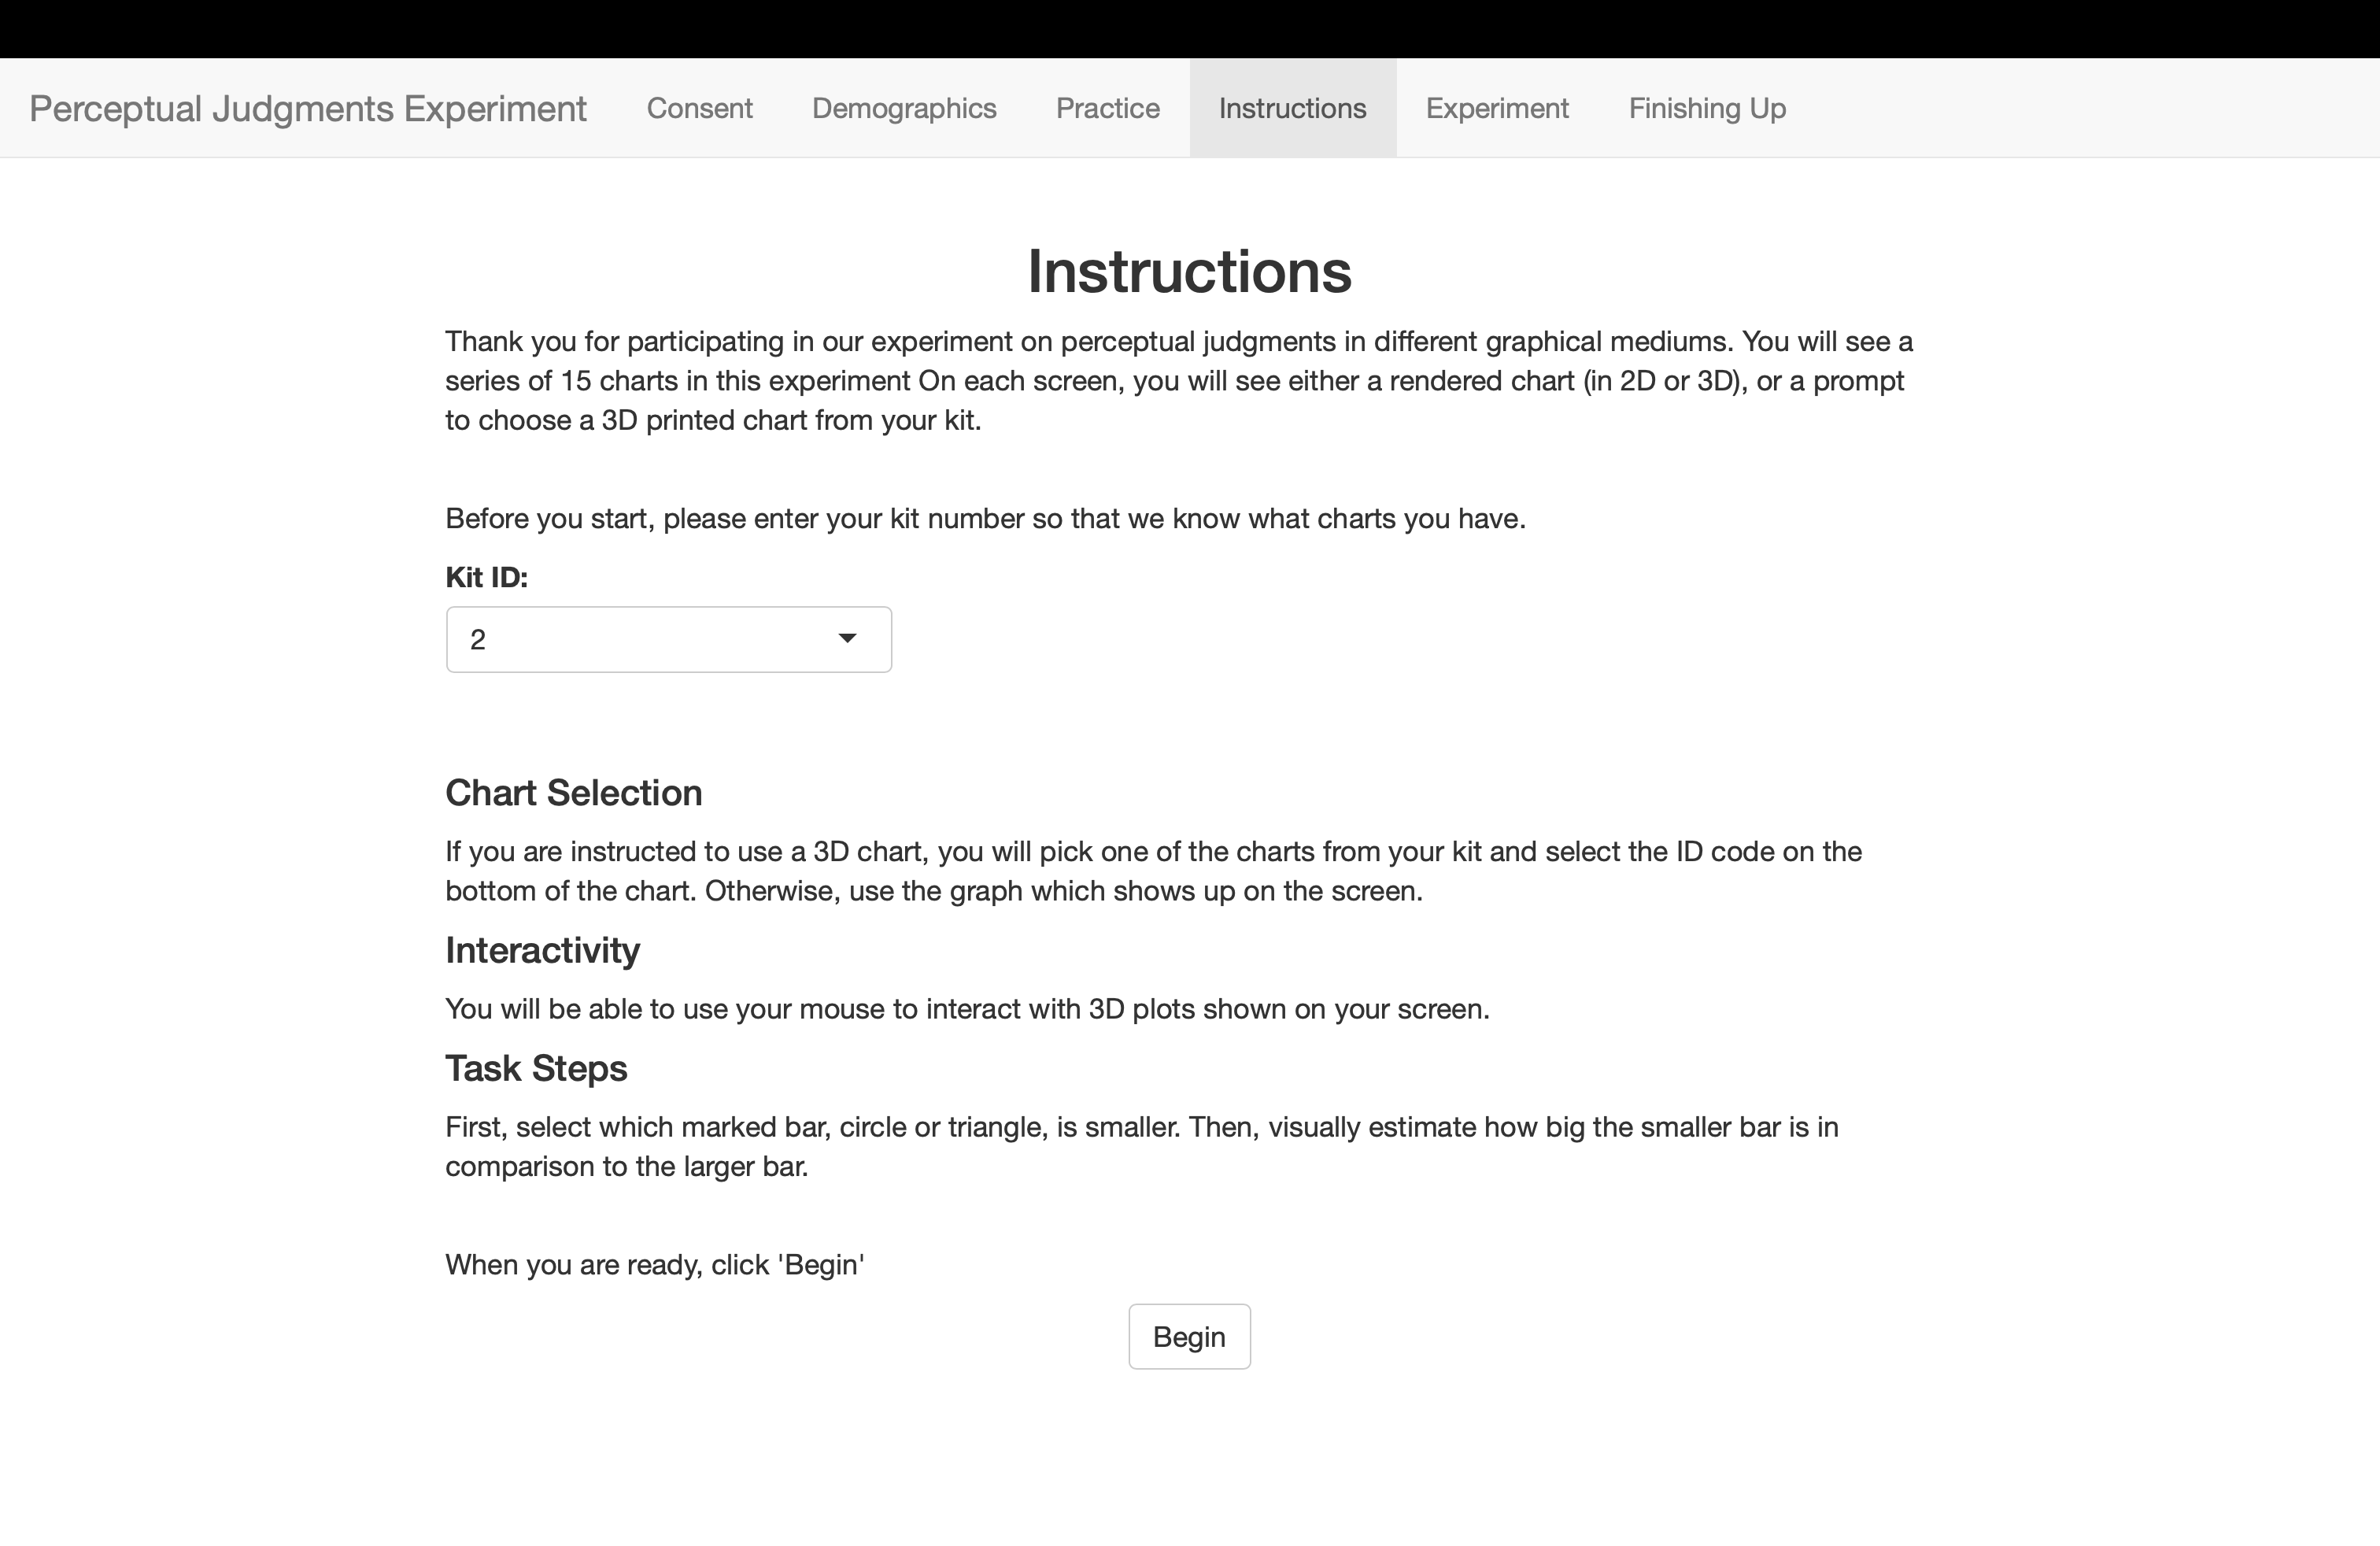 Perceptual Judgments Experiment Consent Demographics Practice Instructions Experiment Finishing Up
Instructions
Thank you for participating in our experiment on perceptual judgments in different graphical mediums. You will see a
series of 15 charts in this experiment On each screen, you will see either a rendered chart (in 2D or 3D), or a prompt
to choose a 3D printed chart from your kit.
Before you start, please enter your kit number so that we know what charts you have.
Kit ID:
2
Chart Selection
If you are instructed to use a 3D chart, you will pick one of the charts from your kit and select the ID code on the
bottom of the chart. Otherwise, use the graph which shows up on the screen.
Interactivity
You will be able to use your mouse to interact with 3D plots shown on your screen.
Task Steps
First, select which marked bar, circle or triangle, is smaller. Then, visually estimate how big the smaller bar is in
comparison to the larger bar.
When you are ready, click 'Begin'
Begin